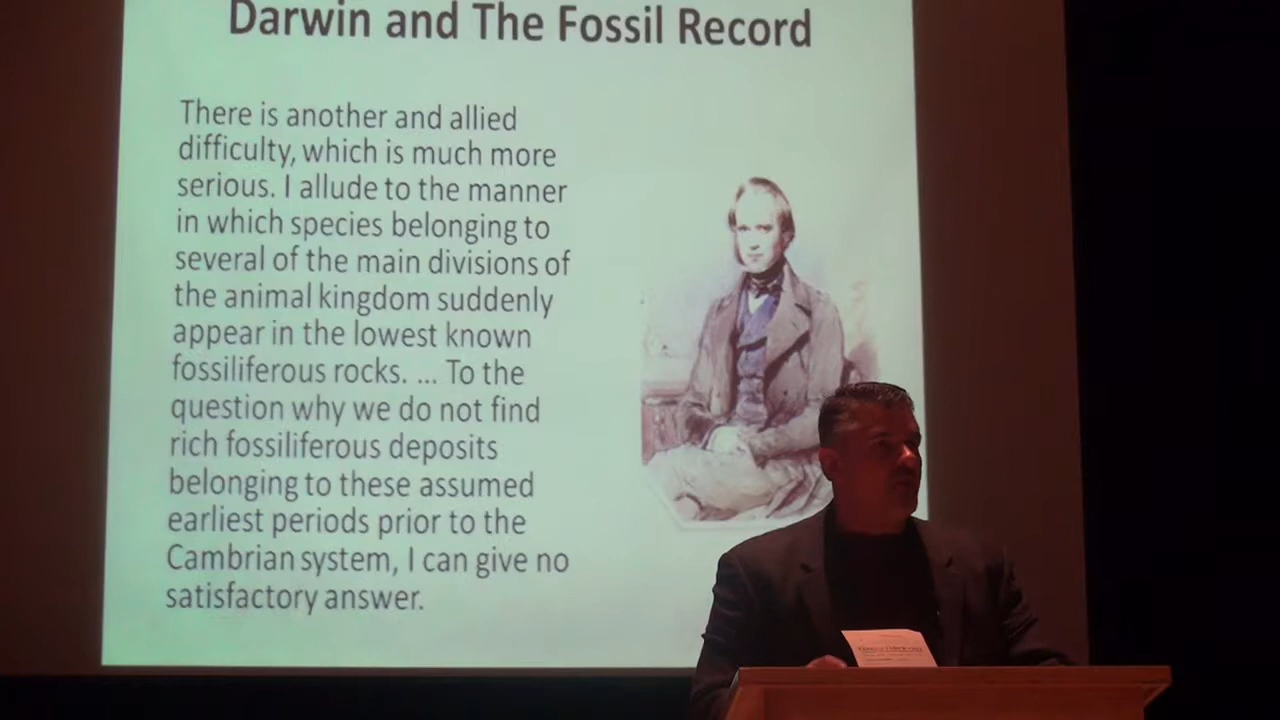 Darwin and The Fossil Record
There is another and allied
difficulty, which is much more
serious. I allude to the manner
in which species belonging to
several of the main divisions of
the animal kingdom suddenly
appear in the lowest known
fossiliferous rocks. ... To the
question why we do not find
rich fossiliferous deposits
belonging to these assumed
earliest periods prior to the
Cambrian system, I can give no
satisfactory answer.